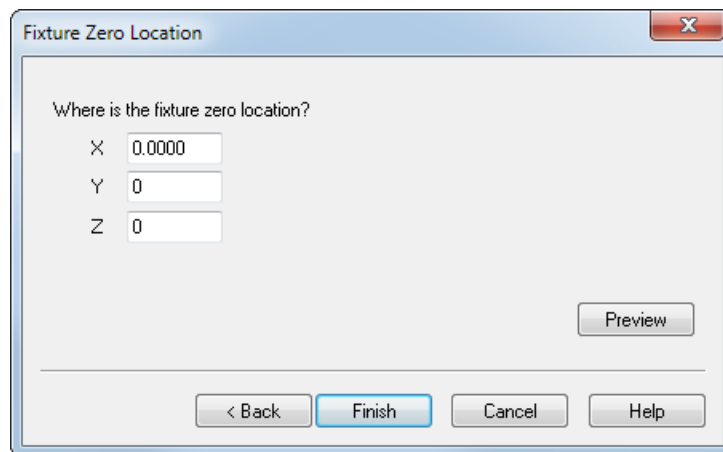 Fixture Zero Location
Where is the fixture zero location?
X 0.0000
Y 0
Z 0
Preview
< Back Finish Cancel Help